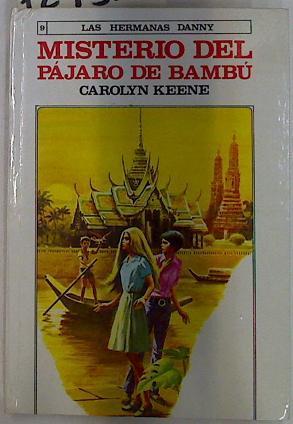 9
LAS HERMANAS DANNY
MISTERIO DEL
PÁJARO DE BAMBÚ
CAROLYN KEENE